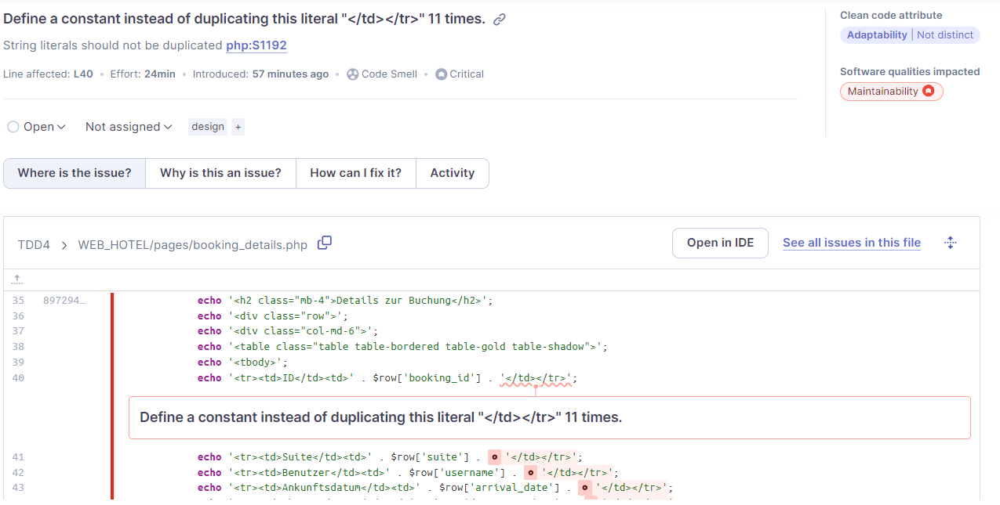 Define a constant instead of duplicating this literal "</td></tr>" 11 times.
String literals should not be duplicated php:S1192
Line affected: L40 • Effort: 24min • Introduced: 57 minutes ago • Code Smell • Critical
Clean code attribute
Adaptability | Not distinct
Software qualities impacted
Maintainability
Open Not assigned design +
Where is the issue? Why is this an issue? How can I fix it? Activity
TDD4 > WEB_HOTEL/pages/booking_details.php Open in IDE See all issues in this file
35 897294… echo '<h2 class="mb-4">Details zur Buchung</h2>';
36 echo '<div class="row">';
37 echo '<div class="col-md-6">';
38 echo '<table class="table table-bordered table-gold table-shadow">';
39 echo '<tbody>';
40 echo '<tr><td>ID</td><td>' . $row['booking_id'] . '</td></tr>';
Define a constant instead of duplicating this literal "</td></tr>" 11 times.
41 echo '<tr><td>Suite</td><td>' . $row['suite'] . '</td></tr>';
42 echo '<tr><td>Benutzer</td><td>' . $row['username'] . '</td></tr>';
43 echo '<tr><td>Ankunftsdatum</td><td>' . $row['arrival_date'] . '</td></tr>';